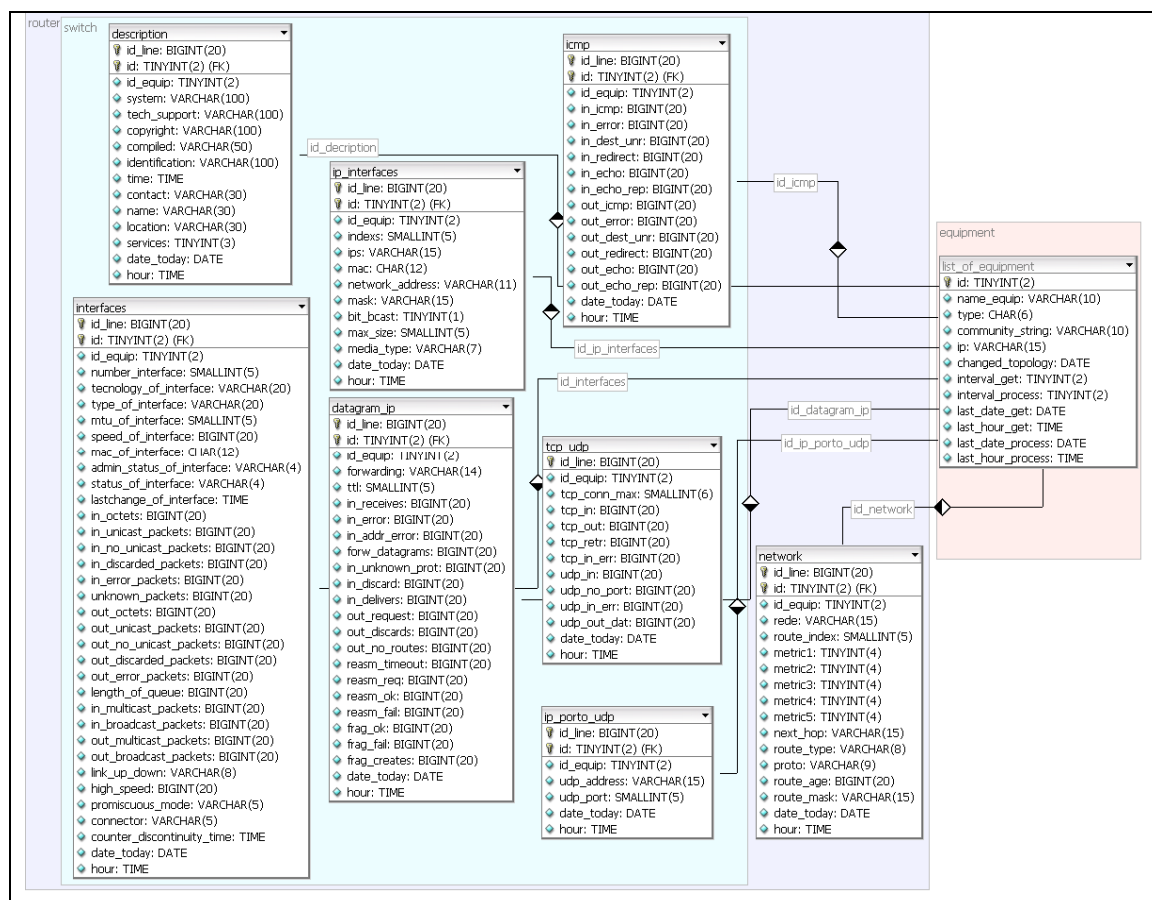 router
switch
description
id_line: BIGINT(20)
id: TINYINT(2) (FK)
id_equip: TINYINT(2)
system: VARCHAR(100)
tech_support: VARCHAR(100)
copyright: VARCHAR(100)
compiled: VARCHAR(50)
identification: VARCHAR(100)
time: TIME
contact: VARCHAR(30)
name: VARCHAR(30)
location: VARCHAR(30)
services: TINYINT(3)
date_today: DATE
hour: TIME
interfaces
id_line: BIGINT(20)
id: TINYINT(2) (FK)
id_equip: TINYINT(2)
number_interface: SMALLINT(5)
tecnology_of_interface: VARCHAR(20)
type_of_interface: VARCHAR(20)
mtu_of_interface: SMALLINT(5)
speed_of_interface: BIGINT(20)
mac_of_interface: CHAR(12)
admin_status_of_interface: VARCHAR(4)
status_of_interface: VARCHAR(4)
lastchange_of_interface: TIME
in_octets: BIGINT(20)
in_unicast_packets: BIGINT(20)
in_no_unicast_packets: BIGINT(20)
in_discarded_packets: BIGINT(20)
in_error_packets: BIGINT(20)
unknown_packets: BIGINT(20)
out_octets: BIGINT(20)
out_unicast_packets: BIGINT(20)
out_no_unicast_packets: BIGINT(20)
out_discarded_packets: BIGINT(20)
out_error_packets: BIGINT(20)
length_of_queue: BIGINT(20)
in_multicast_packets: BIGINT(20)
in_broadcast_packets: BIGINT(20)
out_multicast_packets: BIGINT(20)
out_broadcast_packets: BIGINT(20)
link_up_down: VARCHAR(8)
high_speed: BIGINT(20)
promiscuous_mode: VARCHAR(5)
connector: VARCHAR(5)
counter_discontinuity_time: TIME
date_today: DATE
hour: TIME
id_decription
ip_interfaces
id_line: BIGINT(20)
id: TINYINT(2) (FK)
id_equip: TINYINT(2)
indexs: SMALLINT(5)
ips: VARCHAR(15)
mac: CHAR(12)
network_address: VARCHAR(11)
mask: VARCHAR(15)
bit_bcast: TINYINT(1)
max_size: SMALLINT(5)
media_type: VARCHAR(7)
date_today: DATE
hour: TIME
datagram_ip
id_line: BIGINT(20)
id: TINYINT(2) (FK)
id_equip: TINYINT(2)
forwarding: VARCHAR(14)
ttl: SMALLINT(5)
in_receives: BIGINT(20)
in_error: BIGINT(20)
in_addr_error: BIGINT(20)
forw_datagrams: BIGINT(20)
in_unknown_prot: BIGINT(20)
in_discard: BIGINT(20)
in_delivers: BIGINT(20)
out_request: BIGINT(20)
out_discards: BIGINT(20)
out_no_routes: BIGINT(20)
reasm_timeout: BIGINT(20)
reasm_req: BIGINT(20)
reasm_ok: BIGINT(20)
reasm_fail: BIGINT(20)
frag_ok: BIGINT(20)
frag_fail: BIGINT(20)
frag_creates: BIGINT(20)
date_today: DATE
hour: TIME
icmp
id_line: BIGINT(20)
id: TINYINT(2) (FK)
id_equip: TINYINT(2)
in_icmp: BIGINT(20)
in_error: BIGINT(20)
in_dest_unr: BIGINT(20)
in_redirect: BIGINT(20)
in_echo: BIGINT(20)
in_echo_rep: BIGINT(20)
out_icmp: BIGINT(20)
out_error: BIGINT(20)
out_dest_unr: BIGINT(20)
out_redirect: BIGINT(20)
out_echo: BIGINT(20)
out_echo_rep: BIGINT(20)
date_today: DATE
hour: TIME
id_ip_interfaces
id_interfaces
tcp_udp
id_line: BIGINT(20)
id_equip: TINYINT(2)
tcp_conn_max: SMALLINT(6)
tcp_in: BIGINT(20)
tcp_out: BIGINT(20)
tcp_retr: BIGINT(20)
tcp_in_err: BIGINT(20)
udp_in: BIGINT(20)
udp_no_port: BIGINT(20)
udp_in_err: BIGINT(20)
udp_out_dat: BIGINT(20)
date_today: DATE
hour: TIME
ip_porto_udp
id_line: BIGINT(20)
id: TINYINT(2) (FK)
id_equip: TINYINT(2)
udp_address: VARCHAR(15)
udp_port: SMALLINT(5)
date_today: DATE
hour: TIME
id_icmp
id_datagram_ip
id_ip_porto_udp
id_network
network
id_line: BIGINT(20)
id: TINYINT(2) (FK)
id_equip: TINYINT(2)
rede: VARCHAR(15)
route_index: SMALLINT(5)
metric1: TINYINT(4)
metric2: TINYINT(4)
metric3: TINYINT(4)
metric4: TINYINT(4)
metric5: TINYINT(4)
next_hop: VARCHAR(15)
route_type: VARCHAR(8)
proto: VARCHAR(9)
route_age: BIGINT(20)
route_mask: VARCHAR(15)
date_today: DATE
hour: TIME
equipment
list_of_equipment
id: TINYINT(2)
name_equip: VARCHAR(10)
type: CHAR(6)
community_string: VARCHAR(10)
ip: VARCHAR(15)
changed_topology: DATE
interval_get: TINYINT(2)
interval_process: TINYINT(2)
last_date_get: DATE
last_hour_get: TIME
last_date_process: DATE
last_hour_process: TIME